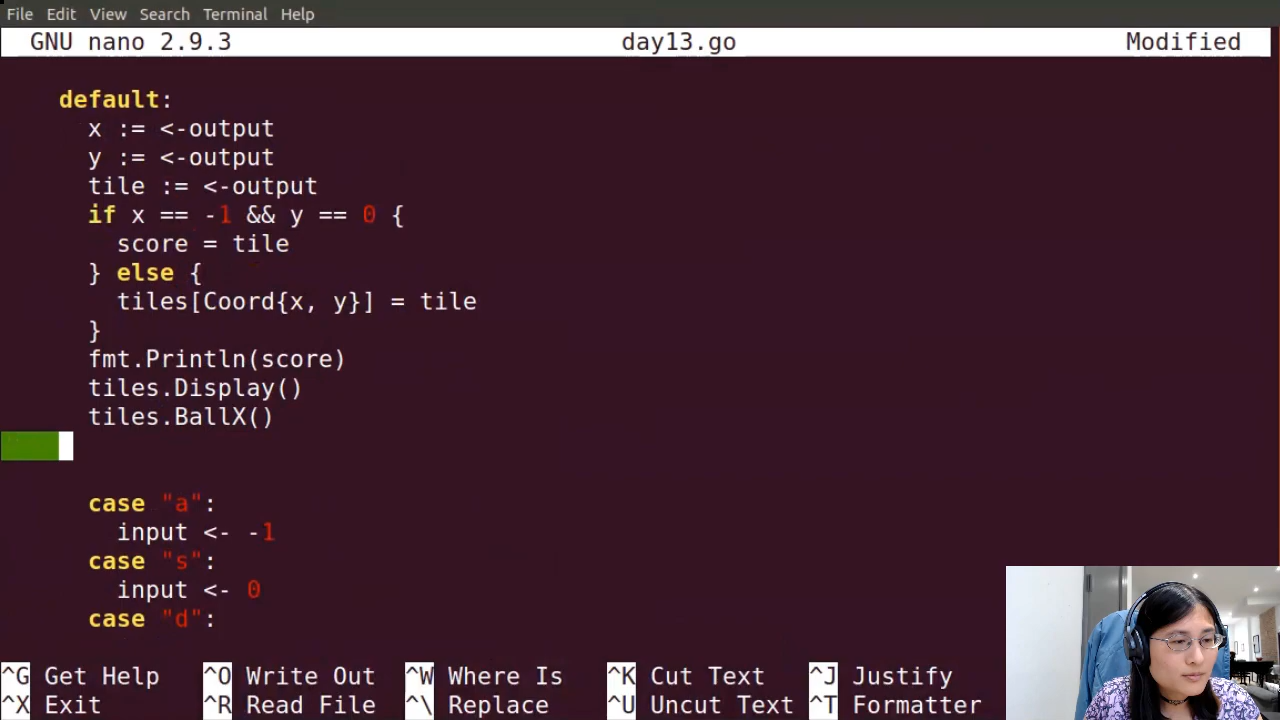 File Edit View Search Terminal Help
GNU nano 2.9.3 day13.go Modified
default:
x := <-output
y := <-output
tile := <-output
if x == -1 && y == 0 {
score = tile
} else {
tiles[Coord{x, y}] = tile
}
fmt.Println(score)
tiles.Display()
tiles.BallX()
case "a":
input <- -1
case "s":
input <- 0
case "d":
^G Get Help ^O Write Out ^W Where Is ^K Cut Text ^J Justify
^X Exit ^R Read File ^\ Replace ^U Uncut Text ^T Formatter